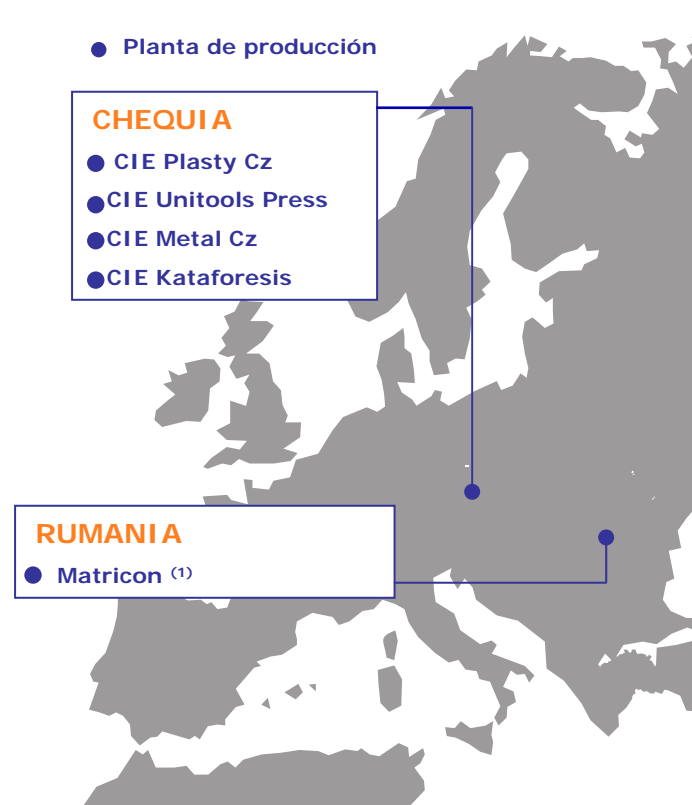 Planta de producción
CHEQUIA
CIE Plasty Cz
CIE Unitools Press
CIE Metal Cz
CIE Kataforesis
RUMANIA
Matricon (1)